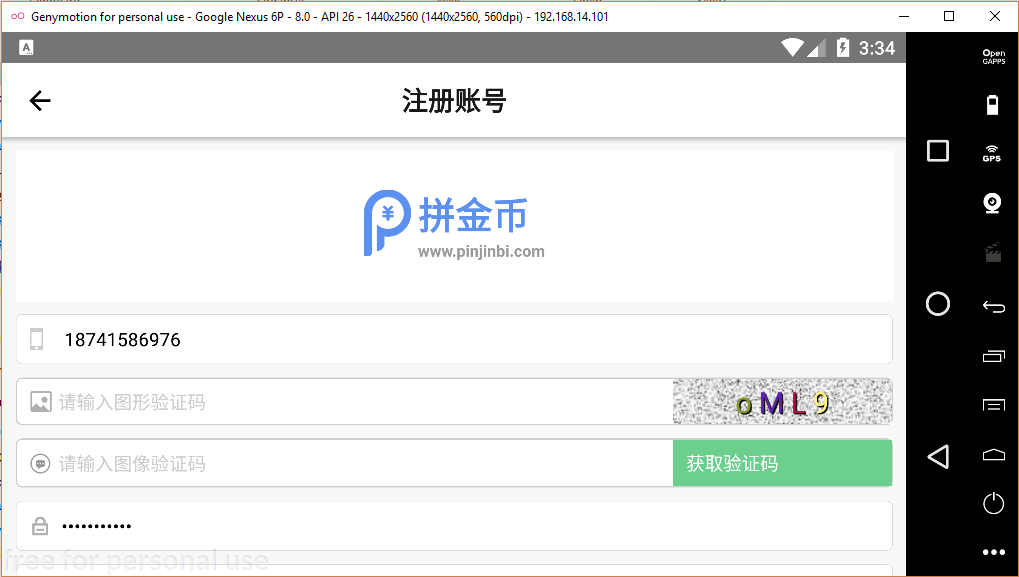 Genymotion for personal use - Google Nexus 6P - 8.0 - API 26 - 1440x2560 (1440x2560, 560dpi) - 192.168.14.101
A
3:34
Open
GAPPS
注册账号
GPS
拼金币
www.pinjinbi.com
18741586976
请输入图形验证码
oML9
请输入图像验证码
获取验证码
•••••••••••
free for personal use